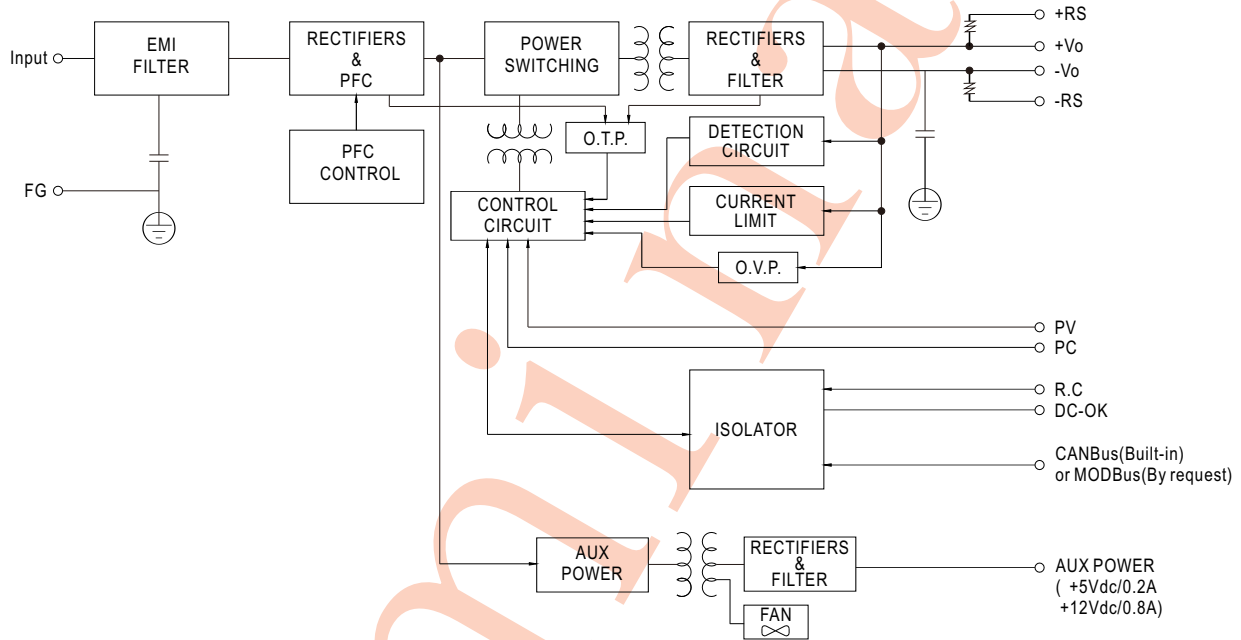 Input
EMI
FILTER
RECTIFIERS
&
PFC
POWER
SWITCHING
RECTIFIERS
&
FILTER
+RS
+Vo
-Vo
-RS
PFC
CONTROL
O.T.P.
DETECTION
CIRCUIT
FG
CONTROL
CIRCUIT
CURRENT
LIMIT
O.V.P.
PV
PC
ISOLATOR
R.C
DC-OK
CANBus(Built-in)
or MODBus(By request)
AUX
POWER
RECTIFIERS
&
FILTER
FAN
AUX POWER
( +5Vdc/0.2A
+12Vdc/0.8A)